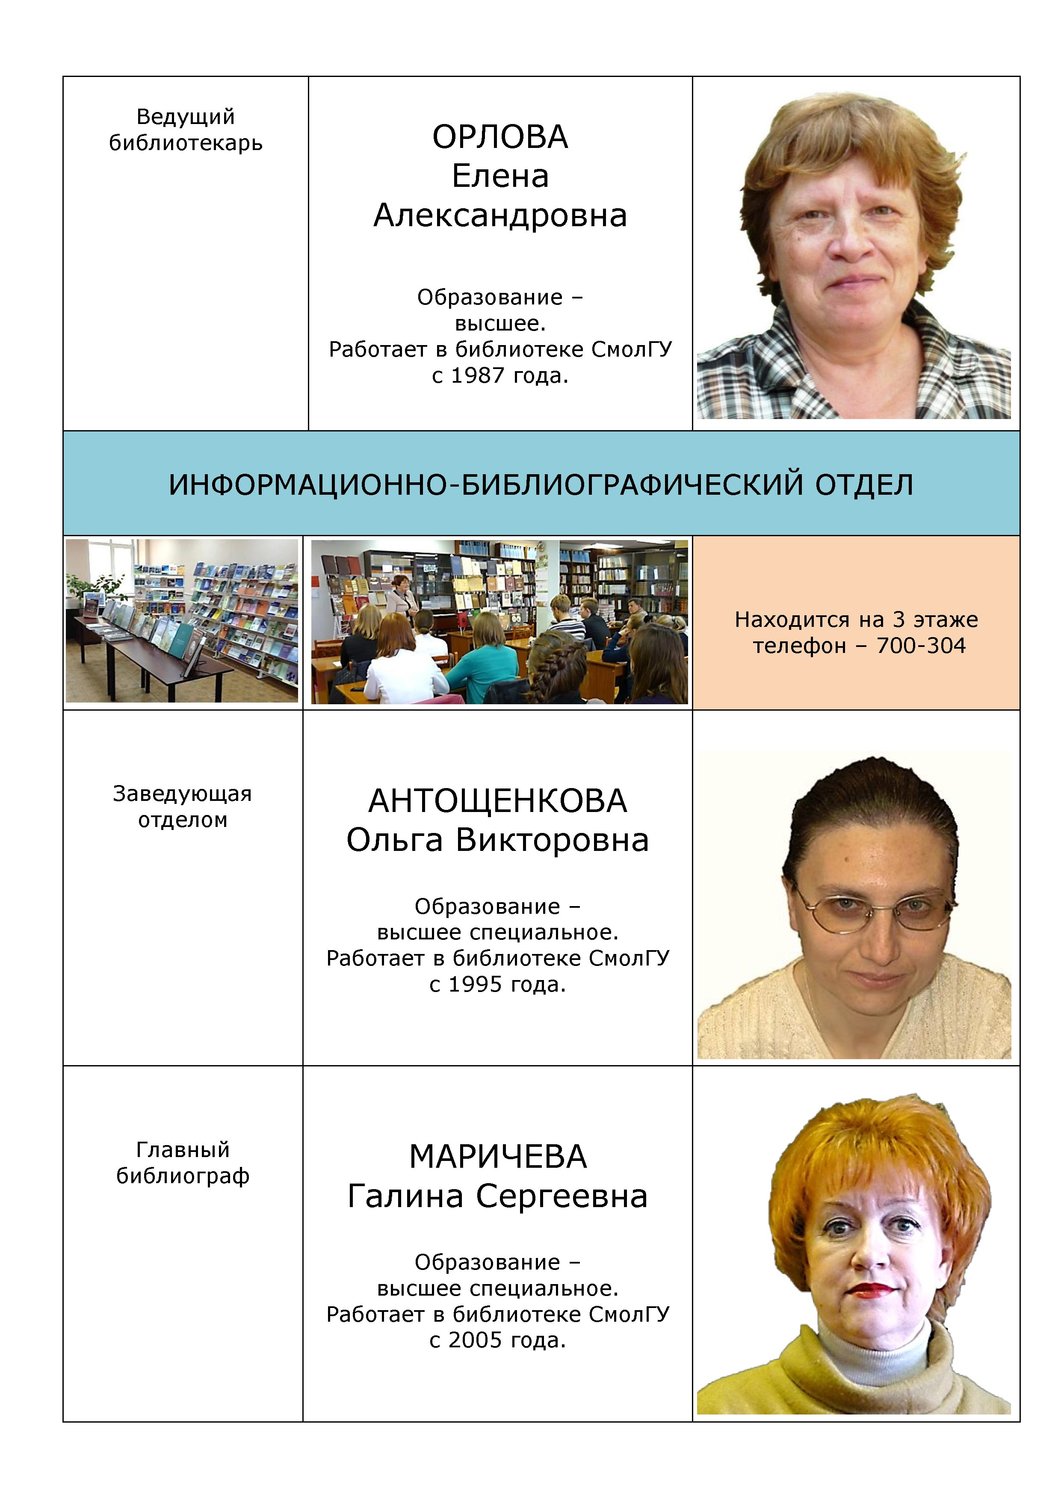 Ведущий
библиотекарь
ОРЛОВА
Елена
Александровна
Образование –
высшее.
Работает в библиотеке СмолГУ
с 1987 года.
ИНФОРМАЦИОННО-БИБЛИОГРАФИЧЕСКИЙ ОТДЕЛ
Находится на 3 этаже
телефон – 700-304
Заведующая
отделом
АНТОЩЕНКОВА
Ольга Викторовна
Образование –
высшее специальное.
Работает в библиотеке СмолГУ
с 1995 года.
Главный
библиограф
МАРИЧЕВА
Галина Сергеевна
Образование –
высшее специальное.
Работает в библиотеке СмолГУ
с 2005 года.